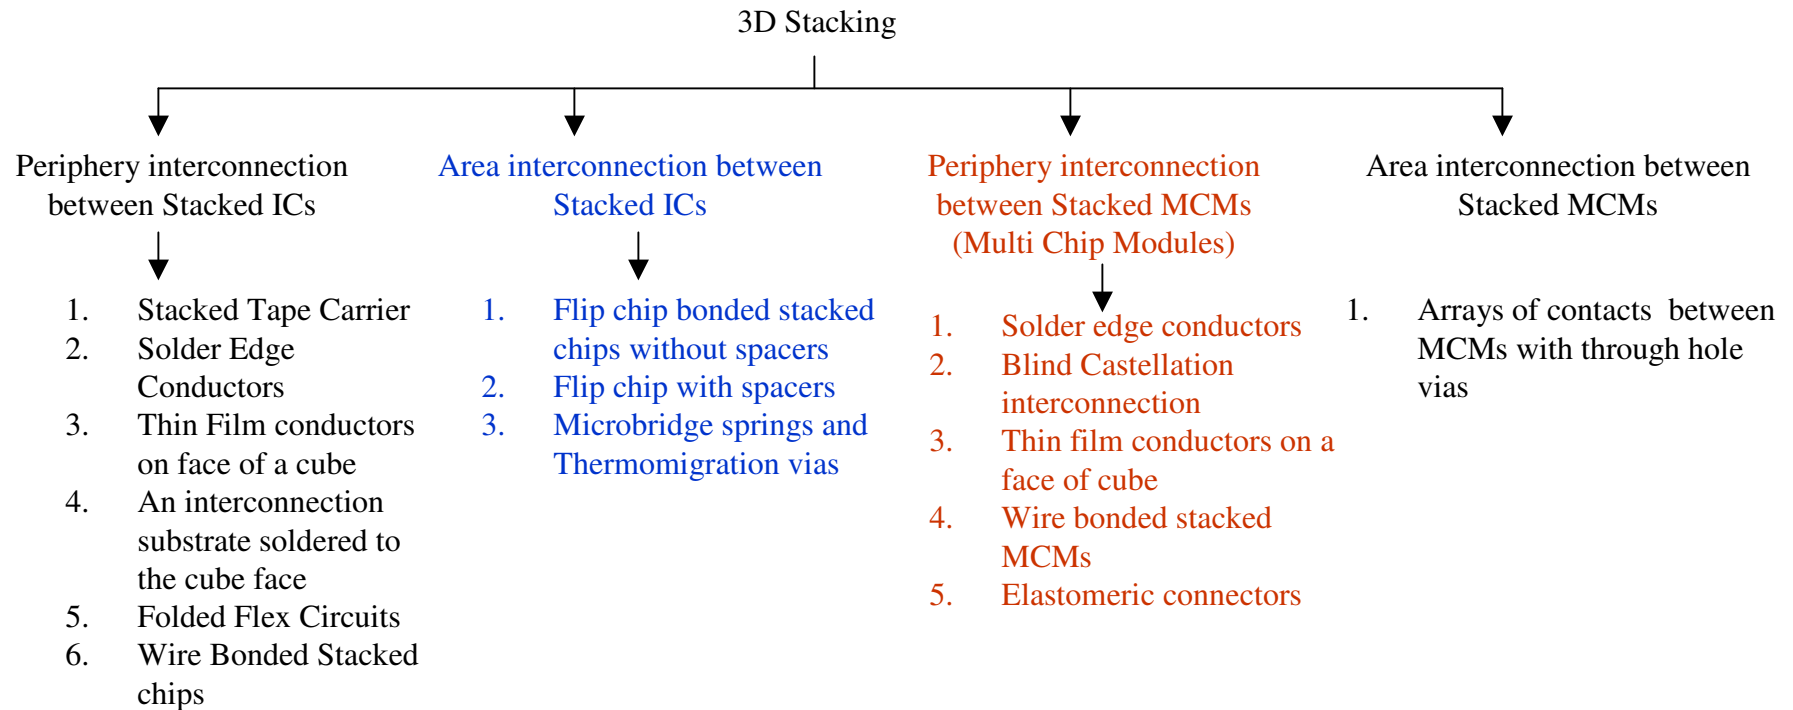 3D Stacking
Periphery interconnection
between Stacked ICs
1. Stacked Tape Carrier
2. Solder Edge
Conductors
3. Thin Film conductors
on face of a cube
4. An interconnection
substrate soldered to
the cube face
5. Folded Flex Circuits
6. Wire Bonded Stacked
chips
Area interconnection between
Stacked ICs
1. Flip chip bonded stacked
chips without spacers
2. Flip chip with spacers
3. Microbridge springs and
Thermomigration vias
Periphery interconnection
between Stacked MCMs
(Multi Chip Modules)
1. Solder edge conductors
2. Blind Castellation
interconnection
3. Thin film conductors on a
face of cube
4. Wire bonded stacked
MCMs
5. Elastomeric connectors
Area interconnection between
Stacked MCMs
1. Arrays of contacts between
MCMs with through hole
vias